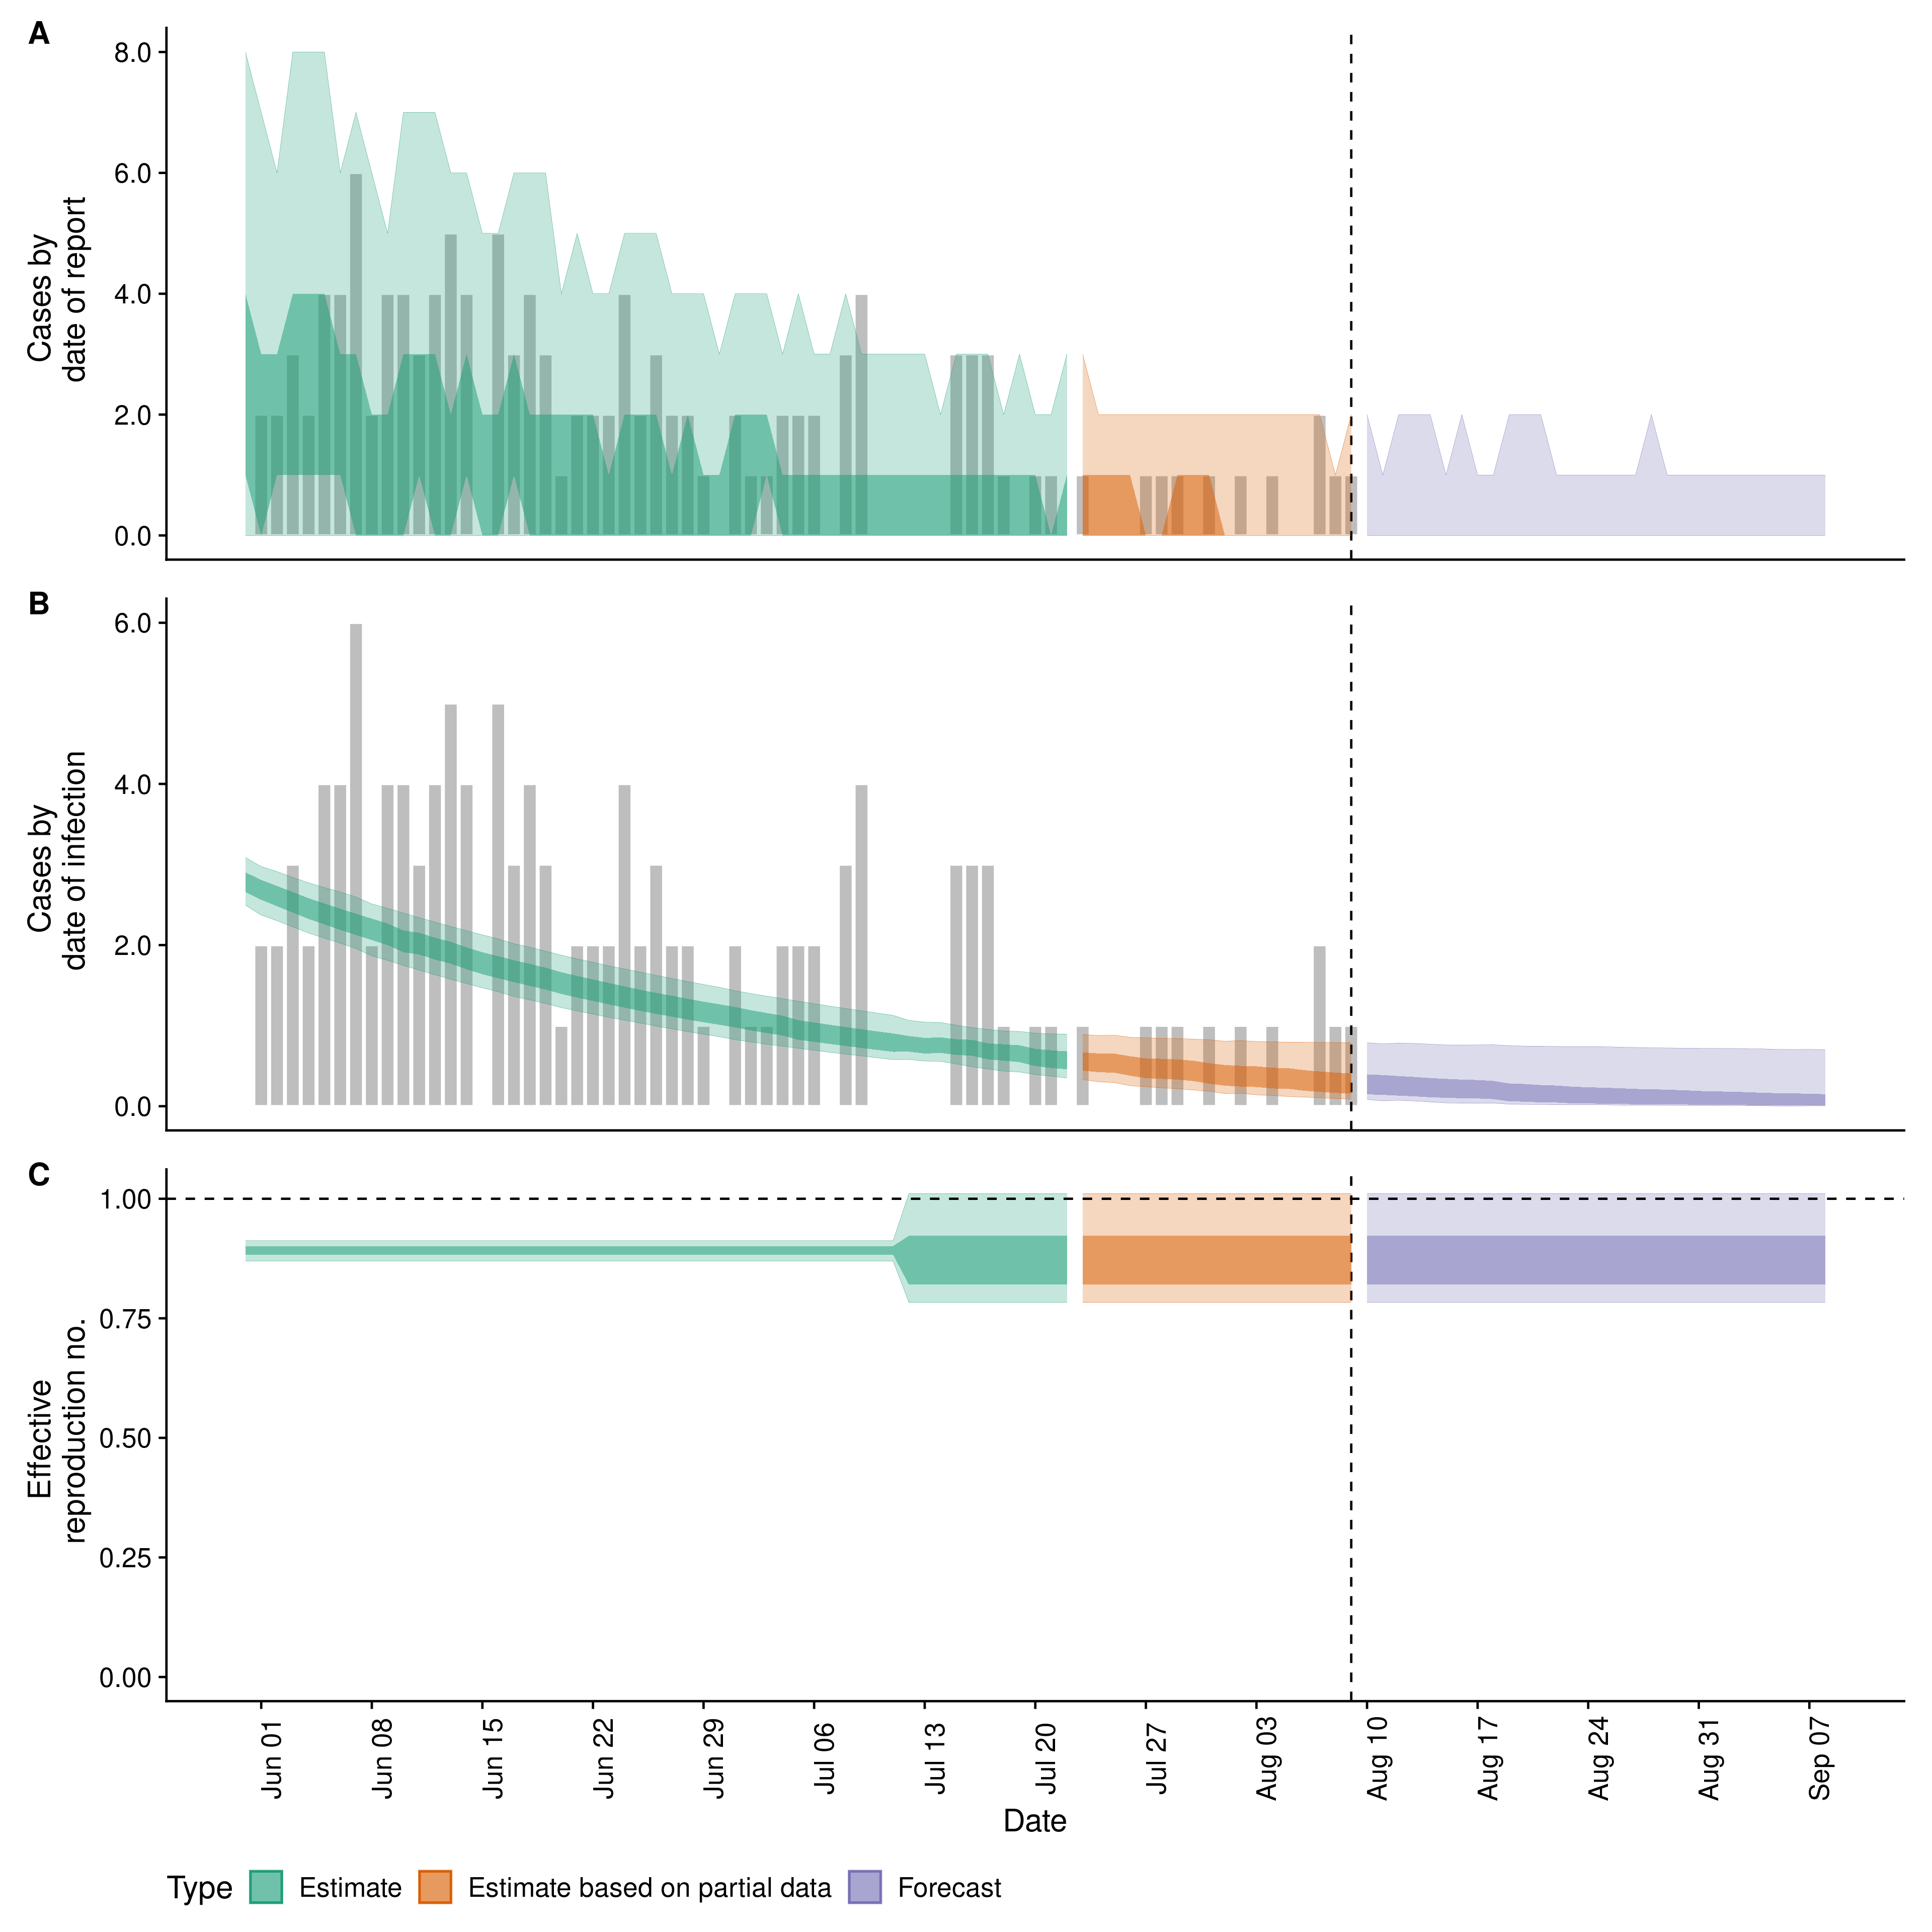 A
8.0
6.0
4.0
2.0
0.0
Cases by
date of report
B
6.0
4.0
2.0
0.0
Cases by
date of infection
C
1.00
0.75
0.50
0.25
0.00
Effective
reproduction no.
Jun 01
Jun 08
Jun 15
Jun 22
Jun 29
Jul 06
Jul 13
Jul 20
Jul 27
Aug 03
Aug 10
Aug 17
Aug 24
Aug 31
Sep 07
Date
Type Estimate Estimate based on partial data Forecast